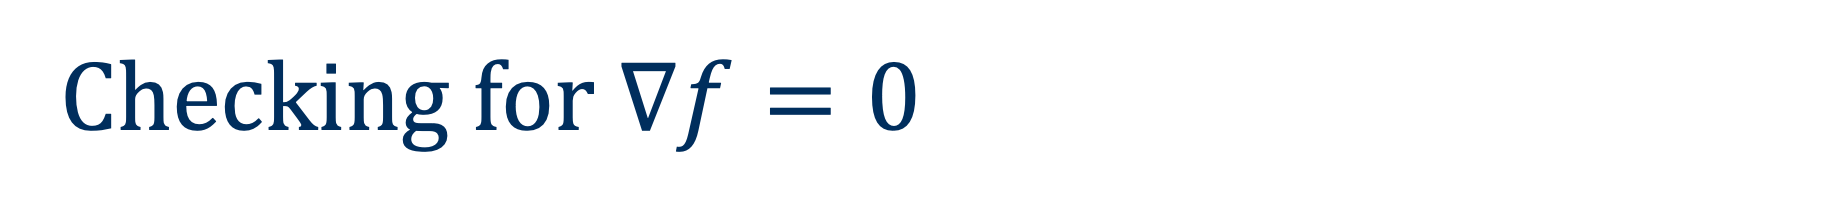 Checking for ∇𝑓 = 0